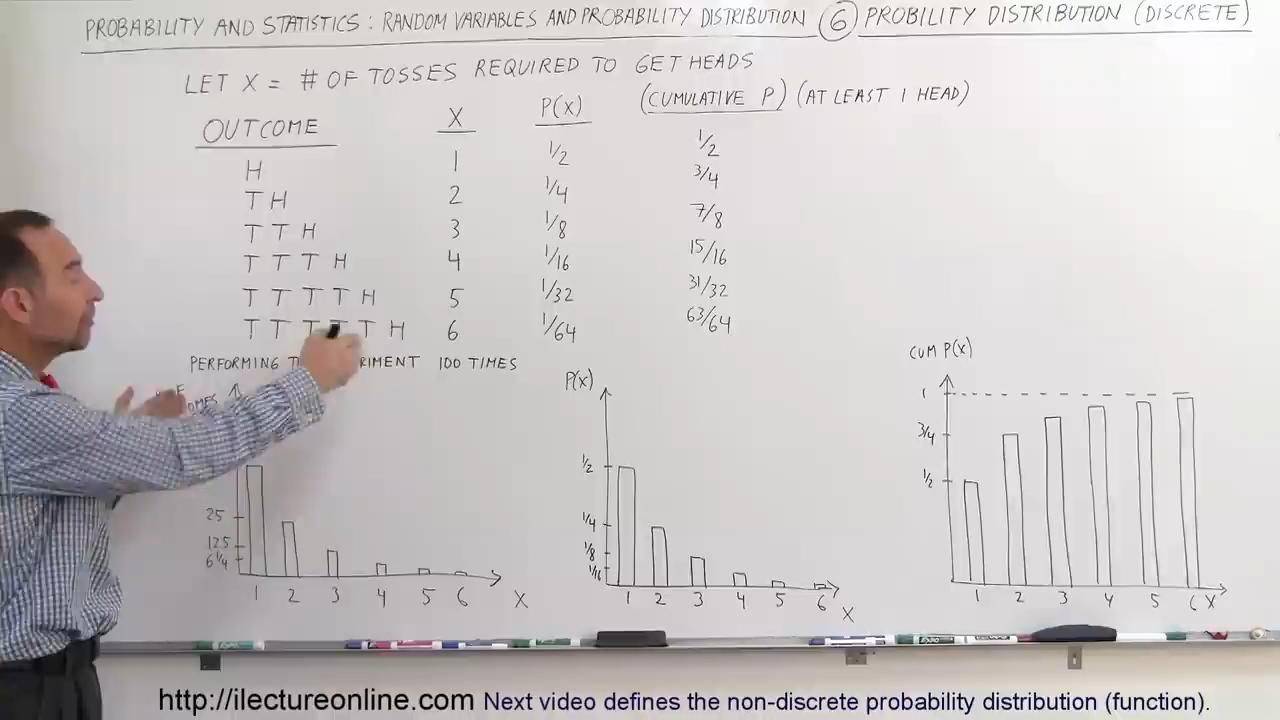 PROBABILITY AND STATISTICS : RANDOM VARIABLES AND PROBABILITY DISTRIBUTION 6 PROBILITY DISTRIBUTION (DISCRETE)
LET X = # OF TOSSES REQUIRED TO GET HEADS
OUTCOME X P(X) (CUMULATIVE P) (AT LEAST 1 HEAD)
H 1 1/2 1/2
T H 2 1/4 3/4
T T H 3 1/8 7/8
T T T H 4 1/16 15/16
T T T T H 5 1/32 31/32
T T T T T H 6 1/64 63/64
PERFORMING 100 TIMES
25
12.5
6 1/4
1 2 3 4 5 6 X
P(X)
1/2
1/4
1/8
1/16
1 2 3 4 5 6 X
CUM P(X)
1
3/4
1/2
1 2 3 4 5 6 X
http://ilectureonline.com Next video defines the non-discrete probability distribution (function).